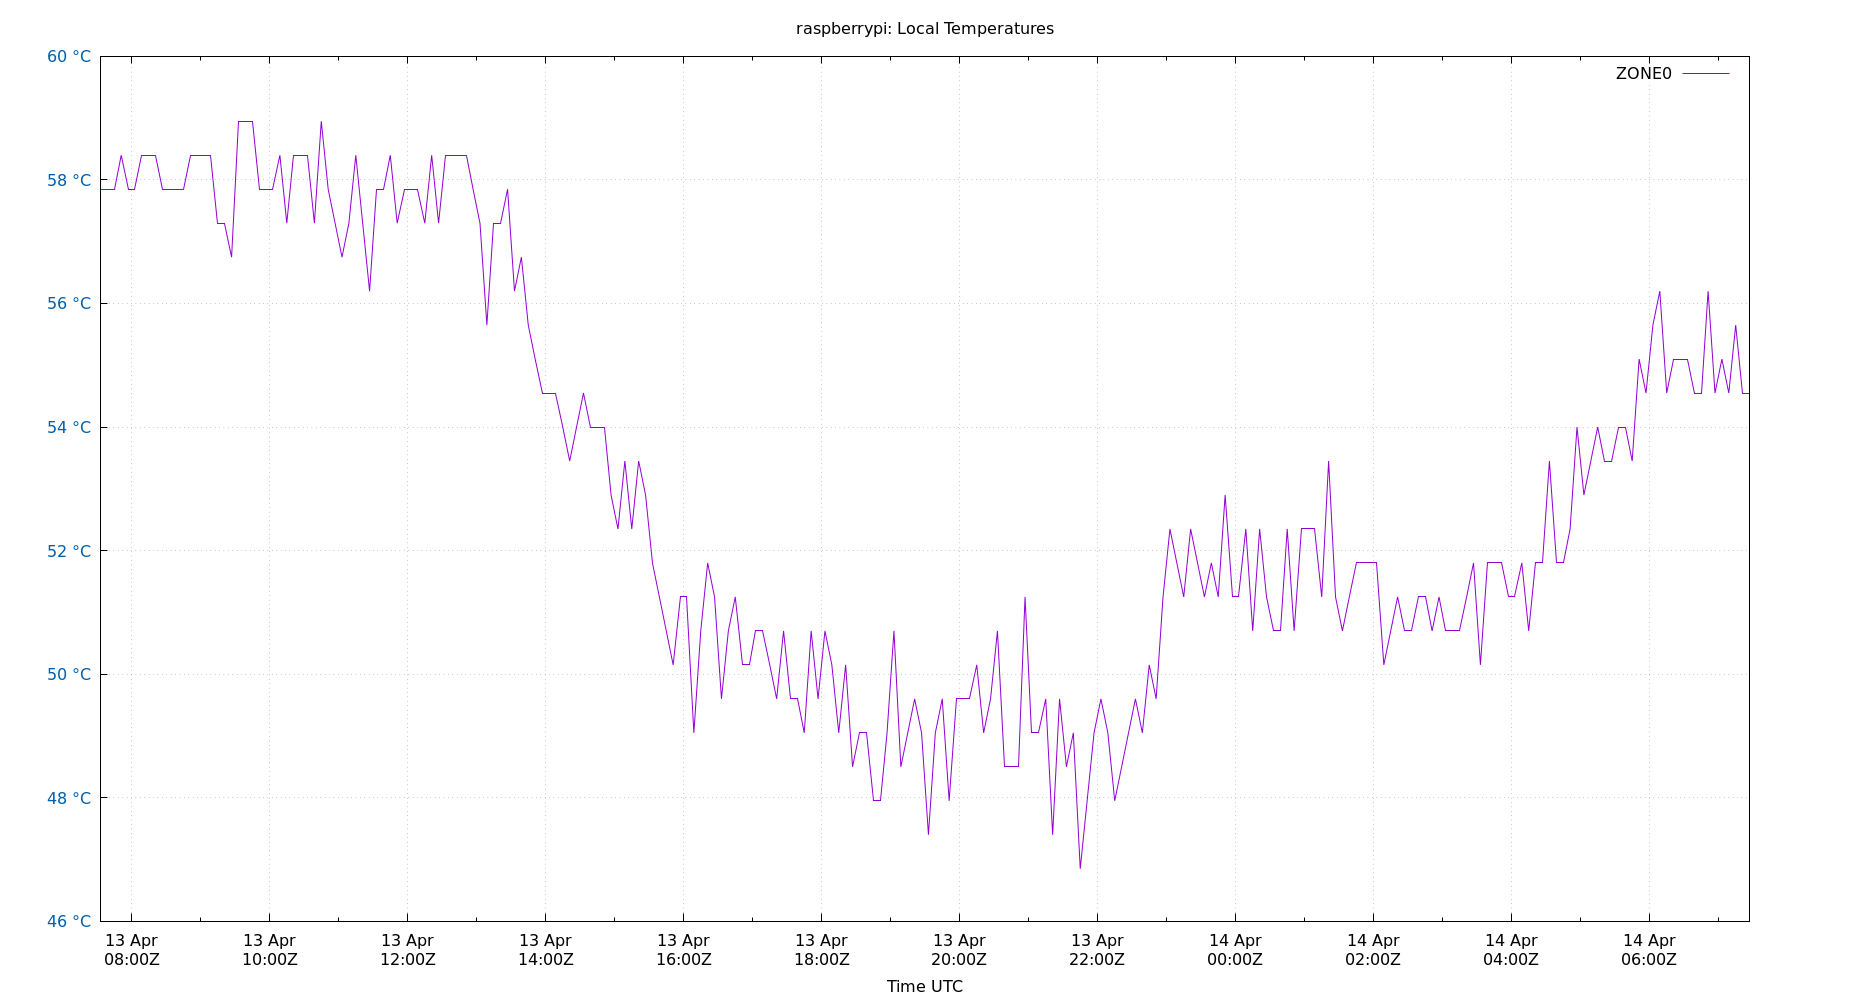 raspberrypi: Local Temperatures
60 °C
ZONE0
58 °C
56 °C
54 °C
52 °C
50 °C
48 °C
46 °C
13 Apr 13 Apr 13 Apr 13 Apr 13 Apr 13 Apr 13 Apr 13 Apr 14 Apr 14 Apr 14 Apr 14 Apr
08:00Z 10:00Z 12:00Z 14:00Z 16:00Z 18:00Z 20:00Z 22:00Z 00:00Z 02:00Z 04:00Z 06:00Z
Time UTC